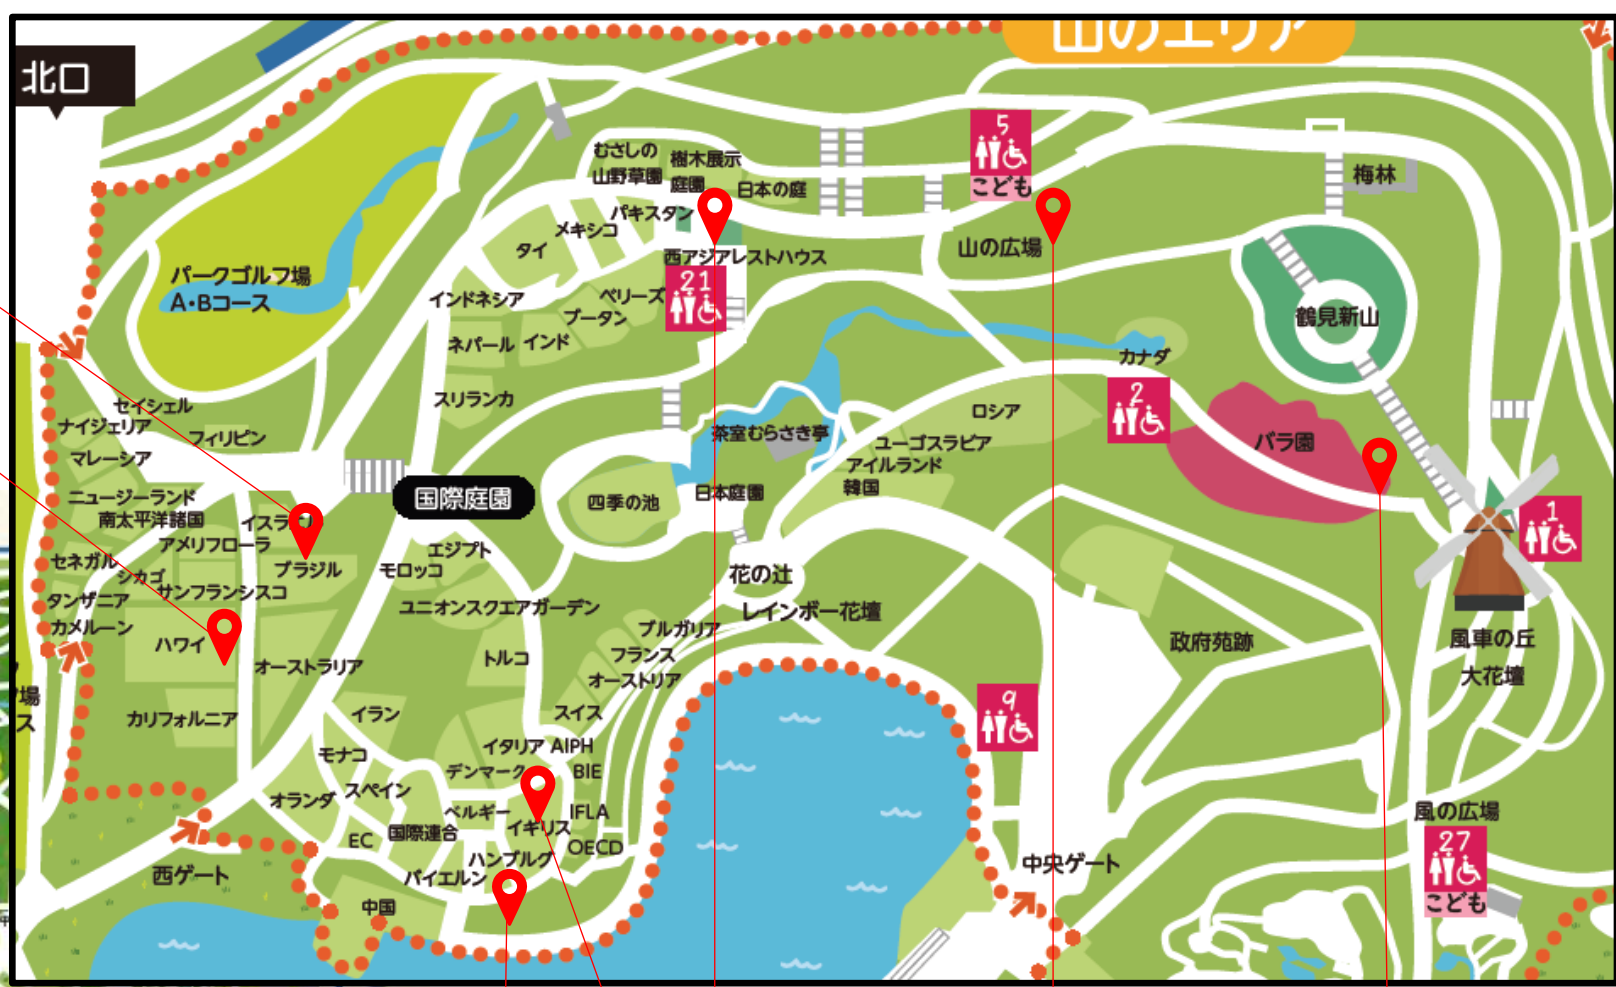 山のエリア
北口
むさしの
山野草園
樹木展示
庭園
日本の庭
5
こども
梅林
パキスタン
メキシコ
タイ
西アジアレストハウス
山の広場
パークゴルフ場
A・Bコース
21
インドネシア
ベリーズ
ブータン
ネパール
インド
鶴見新山
カナダ
2
スリランカ
セイシェル
ナイジェリア
フィリピン
マレーシア
ロシア
茶室むらさき亭
ユーゴスラビア
アイルランド
韓国
バラ園
国際庭園
四季の池
日本庭園
ニュージーランド
南太平洋諸国
アメリフローラ
1
セネガル
シカゴ
サンフランシスコ
ブラジル
エジプト
モロッコ
花の辻
タンザニア
カメルーン
ハワイ
ユニオンスクエアガーデン
レインボー花壇
ブルガリア
政府苑跡
風車の丘
大花壇
オーストラリア
トルコ
フランス
オーストリア
場
ス
カリフォルニア
イラン
スイス
9
モナコ
イタリア
AIPH
デンマーク
BIE
オランダ
スペイン
ベルギー
イギリス
IFLA
風の広場
EC
国際連合
OECD
ハンブルグ
27
こども
西ゲート
バイエルン
中央ゲート
中国